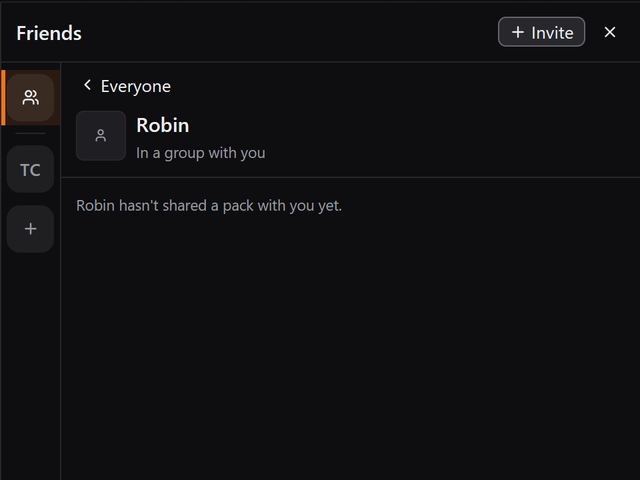 Friends
+ Invite
Everyone
Robin
In a group with you
TC
Robin hasn't shared a pack with you yet.